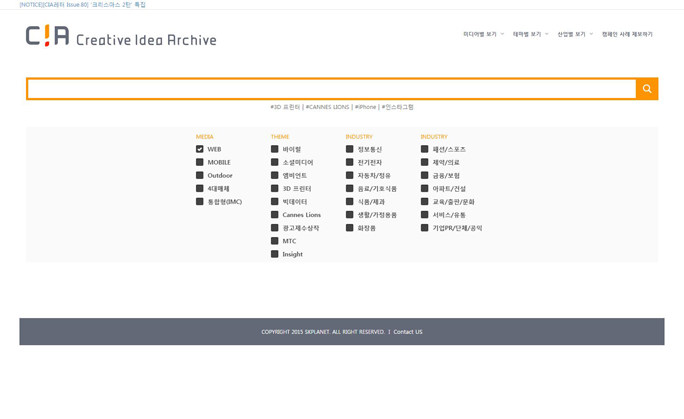 [NOTICE][CIA레터 Issue.80] '크리스마스 2탄' 특집
C!A Creative Idea Archive
미디어별 보기 테마별 보기 산업별 보기 캠페인 사례 제보하기
#3D 프린터 | #CANNES LIONS | #iPhone | #인스타그램
MEDIA THEME INDUSTRY INDUSTRY
WEB 바이럴 정보통신 패션/스포츠
MOBILE 소셜미디어 전기전자 제약/의료
Outdoor 앰비언트 자동차/정유 금융/보험
4대매체 3D 프린터 음료/기호식품 아파트/건설
통합형(IMC) 빅데이터 식품/제과 교육/출판/문화
Cannes Lions 생활/가정용품 서비스/유통
광고제수상작 화장품 기업PR/단체/공익
MTC
Insight
COPYRIGHT 2015 SKPLANET. ALL RIGHT RESERVED. | Contact US